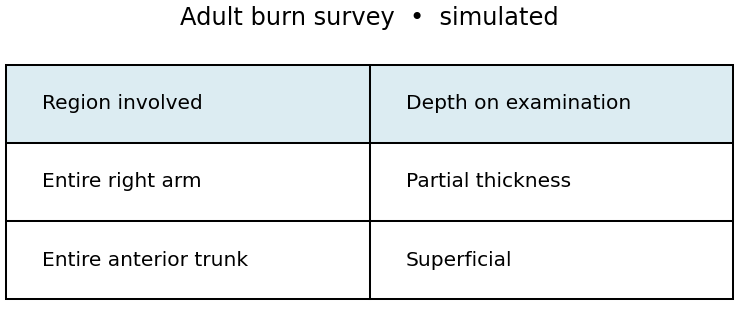 Adult burn survey • simulated
Region involved Depth on examination
Entire right arm Partial thickness
Entire anterior trunk Superficial